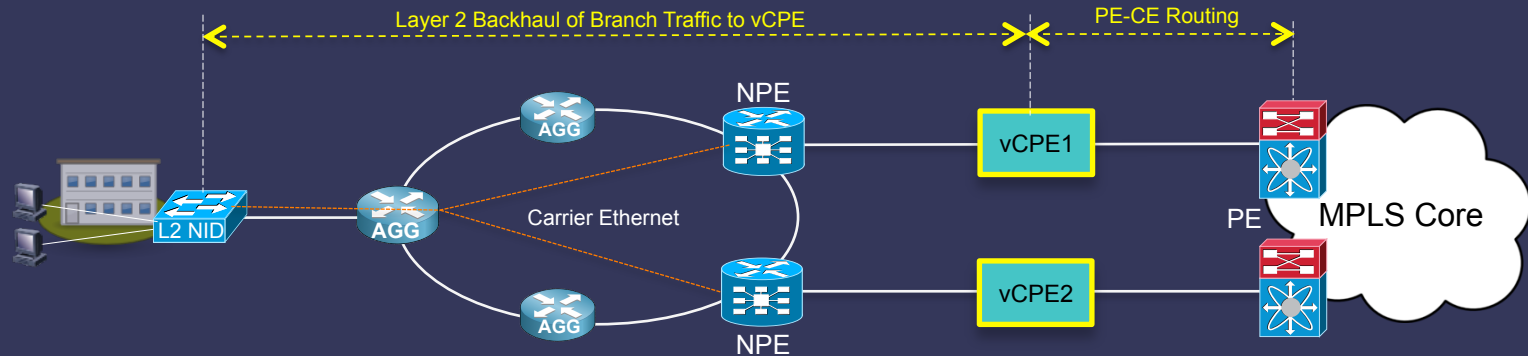 Layer 2 Backhaul of Branch Traffic to vCPE
PE-CE Routing
NPE
AGG
vCPE1
L2 NID
AGG
Carrier Ethernet
PE
MPLS Core
AGG
vCPE2
NPE